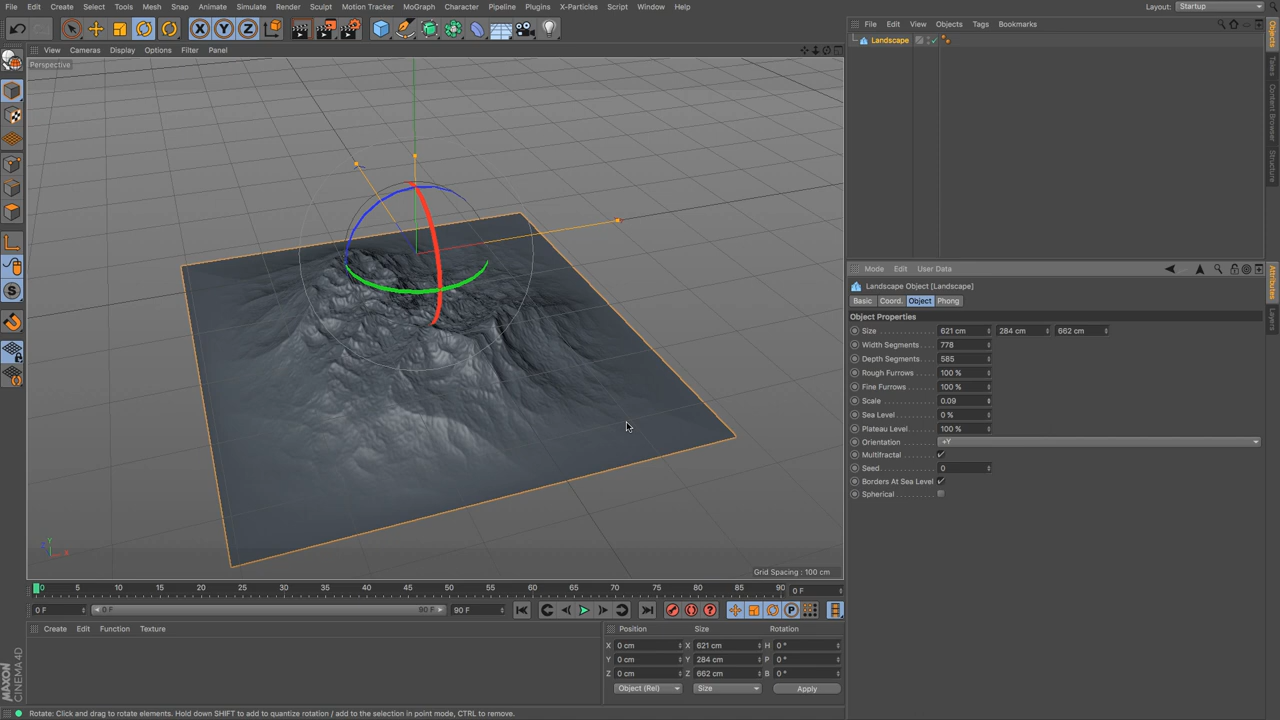 File Edit Create Select Tools Mesh Snap Animate Simulate Render Sculpt Motion Tracker MoGraph Character Pipeline Plugins X-Particles Script Window Help
Layout: Startup
File Edit View Objects Tags Bookmarks
Landscape
View Cameras Display Options Filter Panel
Perspective
Objects
Takes
Content Browser
Structure
Mode Edit User Data
Landscape Object [Landscape]
Basic Coord. Object Phong
Object Properties
Size 621 cm 284 cm 662 cm
Width Segments 778
Depth Segments 585
Rough Furrows 100 %
Fine Furrows 100 %
Scale 0.09
Sea Level 0 %
Plateau Level 100 %
Orientation +Y
Multifractal
Seed 0
Borders At Sea Level
Spherical
Attributes
Layers
Y
Grid Spacing : 100 cm
0 5 10 15 20 25 30 35 40 45 50 55 60 65 70 75 80 85 90 0 F
0 F 0 F 90 F 90 F
Create Edit Function Texture
Position Size Rotation
X 0 cm X 621 cm H 0 °
Y 0 cm Y 284 cm P 0 °
Z 0 cm Z 662 cm B 0 °
Object (Rel) Size Apply
MAXON
CINEMA 4D
Rotate: Click and drag to rotate elements. Hold down SHIFT to add to quantize rotation / add to the selection in point mode, CTRL to remove.